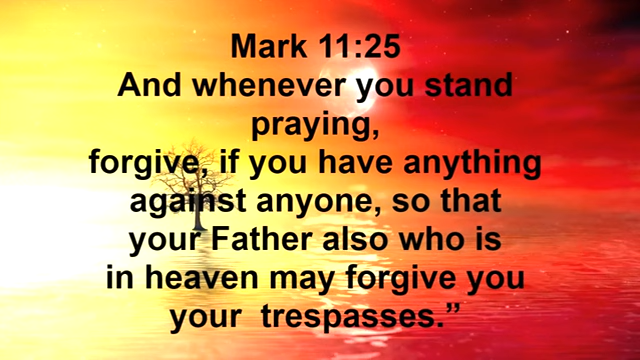 Mark 11:25
And whenever you stand
praying,
forgive, if you have anything
against anyone, so that
your Father also who is
in heaven may forgive you
your  trespasses.”